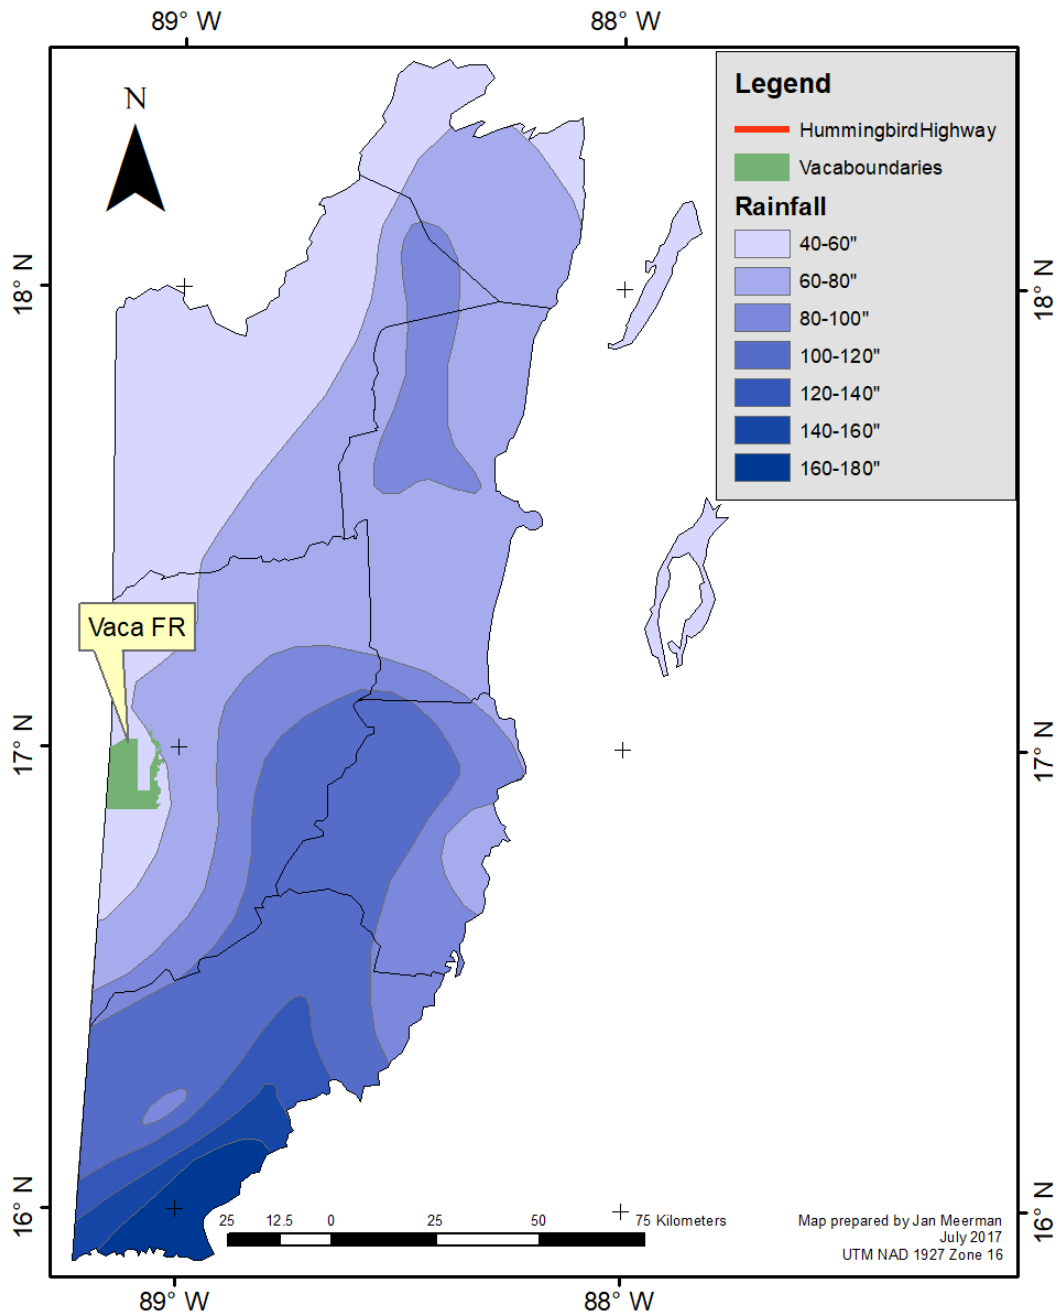 89° W
88° W
N
Legend
HummingbirdHighway
Vacaboundaries
Rainfall
40-60"
60-80"
80-100"
100-120"
120-140"
140-160"
160-180"
18° N
18° N
Vaca FR
17° N
17° N
16° N
16° N
25
12.5
0
25
50
75 Kilometers
Map prepared by Jan Meerman
July 2017
UTM NAD 1927 Zone 16
89° W
88° W